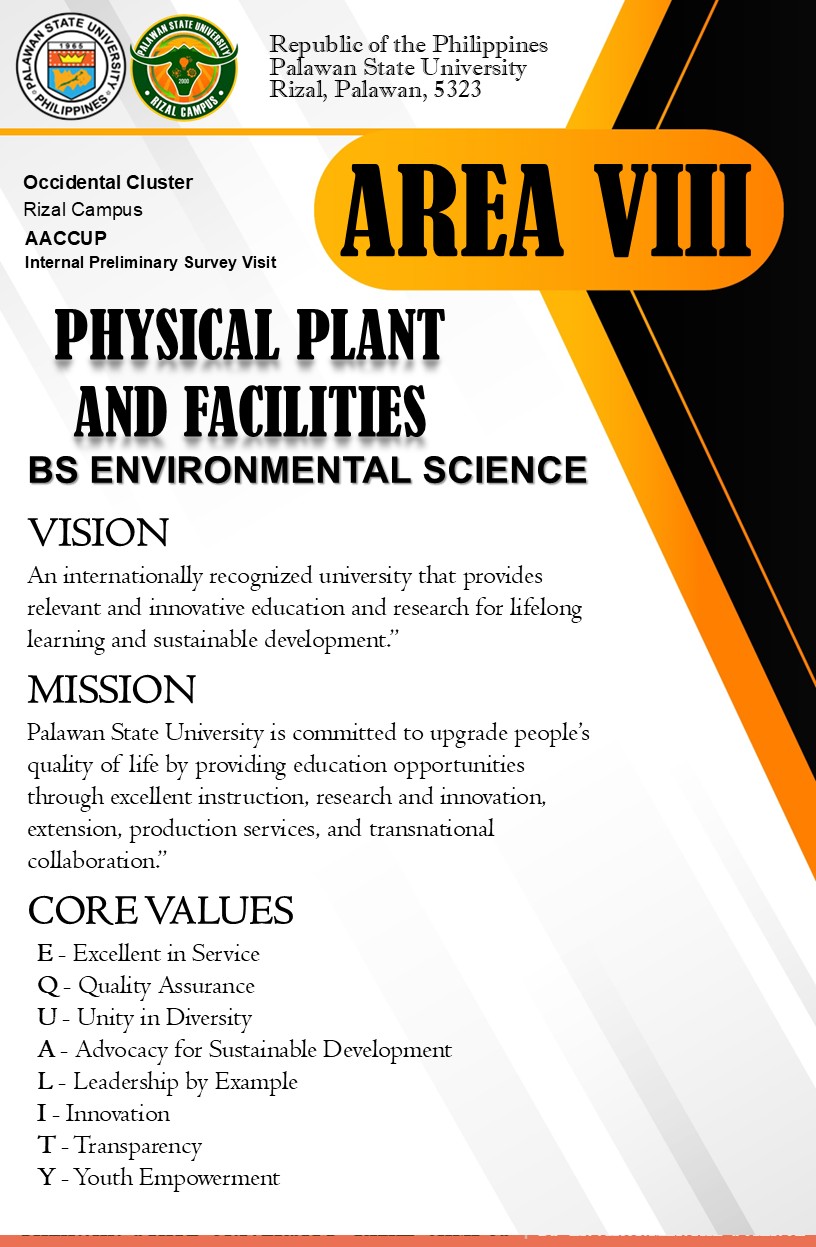 PALAWAN STATE UNIVERSITY
1965
PHILIPPINES
PALAWAN STATE UNIVERSITY
2000
RIZAL CAMPUS
Republic of the Philippines
Palawan State University
Rizal, Palawan, 5323
Occidental Cluster
Rizal Campus
AACCUP
Internal Preliminary Survey Visit
AREA VIII
PHYSICAL PLANT
AND FACILITIES
BS ENVIRONMENTAL SCIENCE
VISION
An internationally recognized university that provides
relevant and innovative education and research for lifelong
learning and sustainable development.”
MISSION
Palawan State University is committed to upgrade people’s
quality of life by providing education opportunities
through excellent instruction, research and innovation,
extension, production services, and transnational
collaboration.”
CORE VALUES
E - Excellent in Service
Q - Quality Assurance
U - Unity in Diversity
A - Advocacy for Sustainable Development
L - Leadership by Example
I - Innovation
T - Transparency
Y - Youth Empowerment